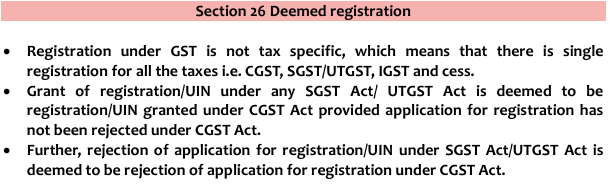 Section 26 Deemed registration
• Registration under GST is not tax specific, which means that there is single
registration for all the taxes i.e. CGST, SGST/UTGST, IGST and cess.
• Grant of registration/UIN under any SGST Act/ UTGST Act is deemed to be
registration/UIN granted under CGST Act provided application for registration has
not been rejected under CGST Act.
• Further, rejection of application for registration/UIN under SGST Act/UTGST Act is
deemed to be rejection of application for registration under CGST Act.